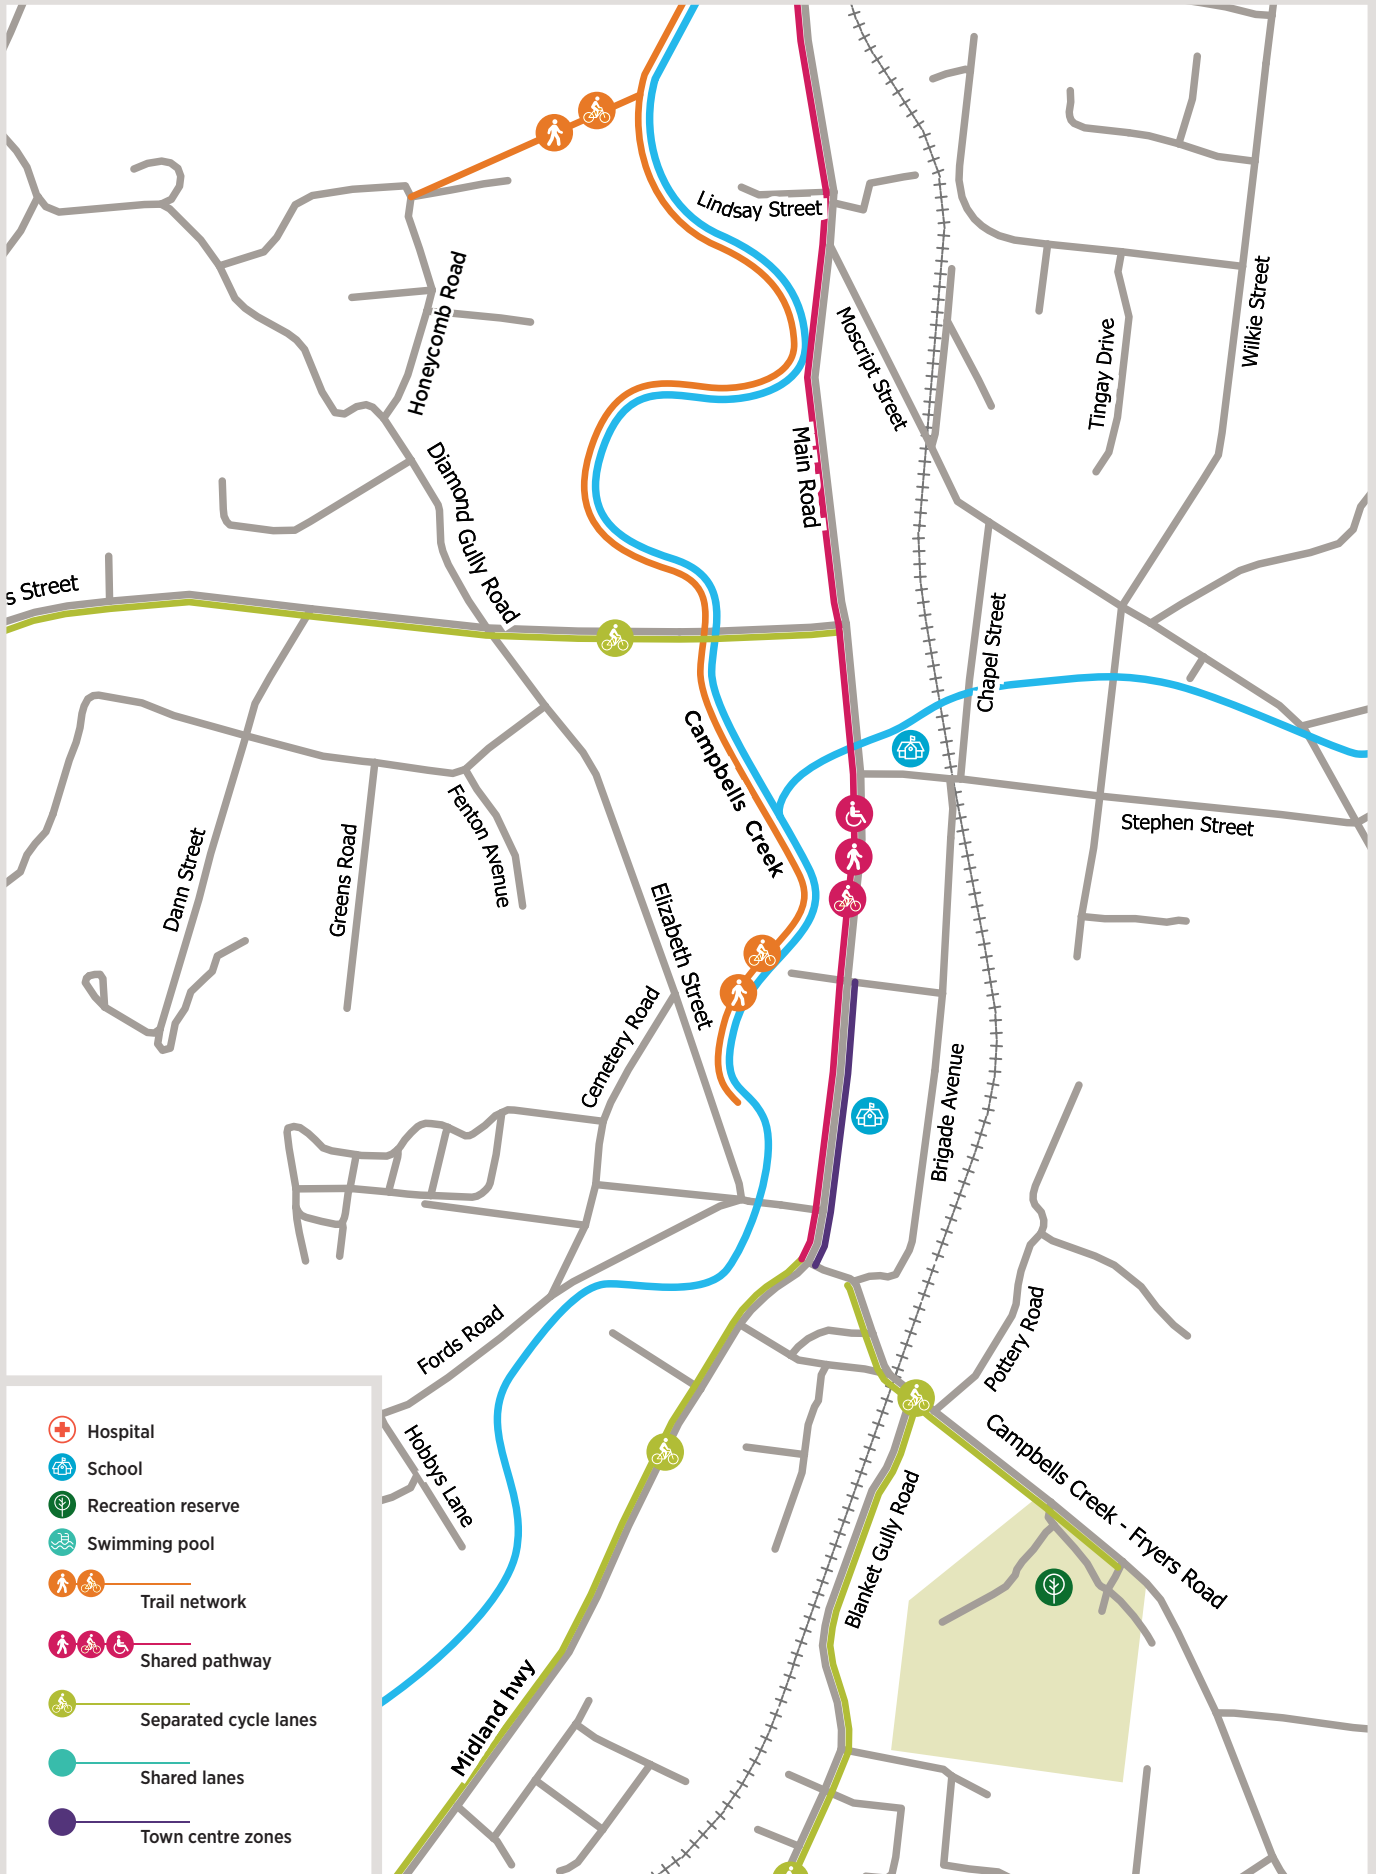 Lindsay Street
Wilkie Street
Honeycomb Road
Moscript Street
Tingay Drive
Main Road
Diamond Gully Road
s Street
Chapel Street
Campbells Creek
Fenton Avenue
Stephen Street
Dann Street
Greens Road
Elizabeth Street
Cemetery Road
Brigade Avenue
Pottery Road
Fords Road
Campbells Creek - Fryers Road
Hobbys Lane
Blanket Gully Road
Midland hwy
Hospital
School
Recreation reserve
Swimming pool
Trail network
Shared pathway
Separated cycle lanes
Shared lanes
Town centre zones